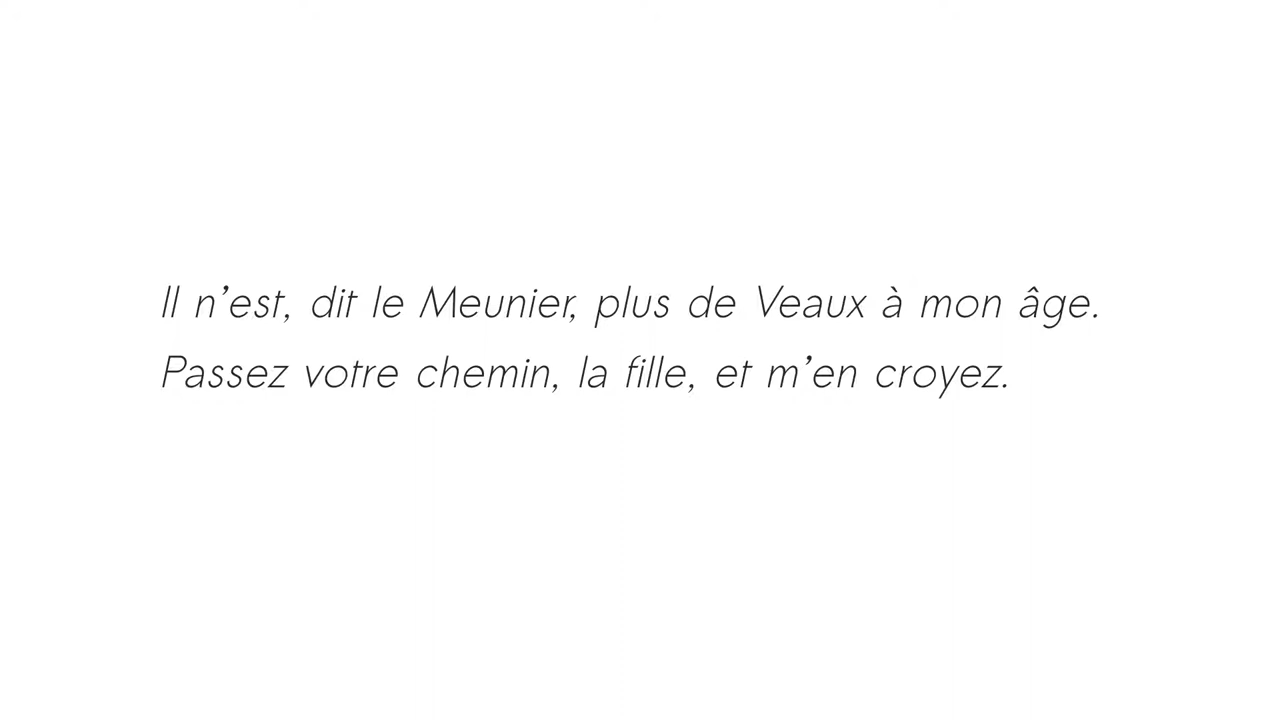 Il n’est, dit le Meunier, plus de Veaux à mon âge.
Passez votre chemin, la fille, et m’en croyez.